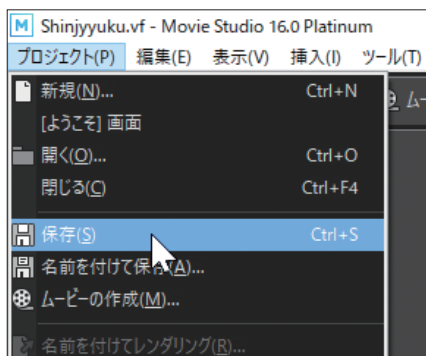 M Shinjyyuku.vf - Movie Studio 16.0 Platinum
プロジェクト(P) 編集(E) 表示(V) 挿入(I) ツール(T)
新規(N)... Ctrl+N
[ようこそ] 画面
開く(O)... Ctrl+O
閉じる(C) Ctrl+F4
保存(S) Ctrl+S
名前を付けて保存(A)...
ムービーの作成(M)...
名前を付けてレンダリング(R)...